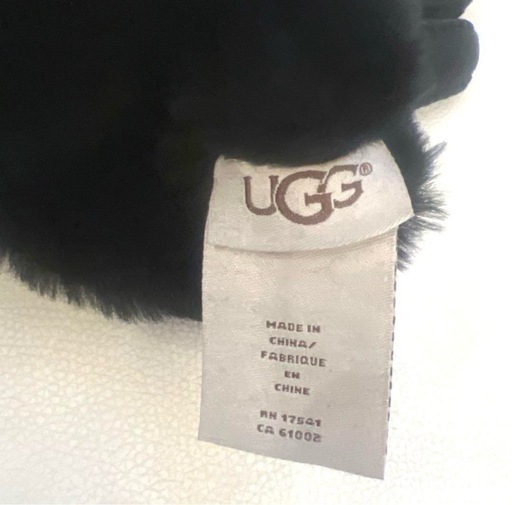 UGG®
MADE IN
CHINA/
FABRIQUE
EN
CHINE
RN 17541
CA 61002